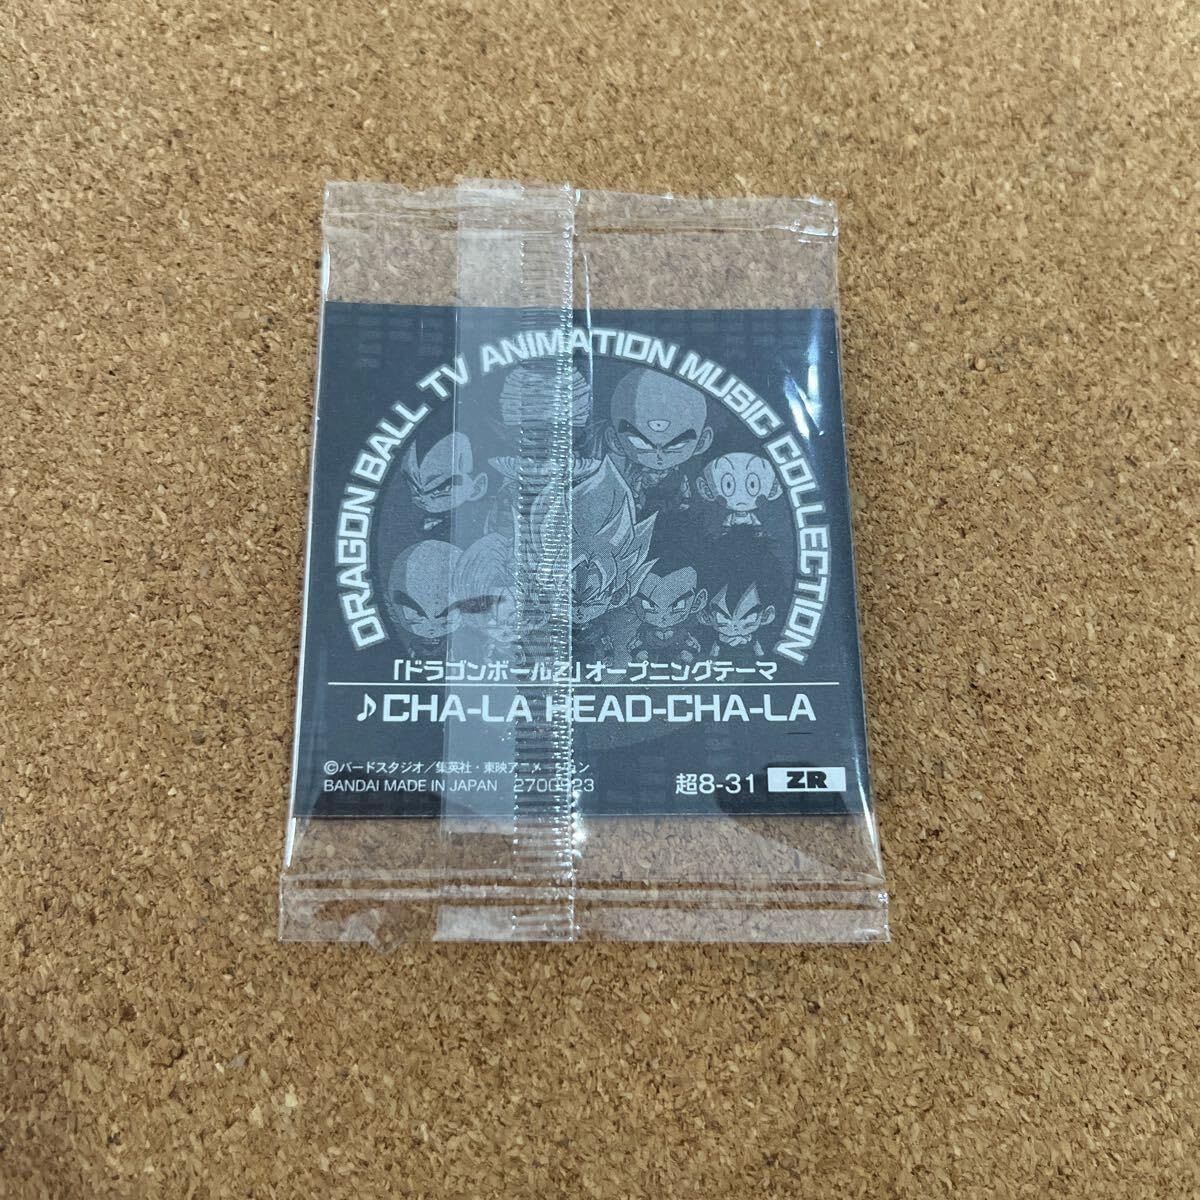 DRAGON BALL TV ANIMATION MUSIC COLLECTION
「ドラゴンボールZ」オープニングテーマ
♪CHA-LA HEAD-CHA-LA
©バードスタジオ/集英社・東映アニメーション
BANDAI MADE IN JAPAN 2700923
超8-31 ZR